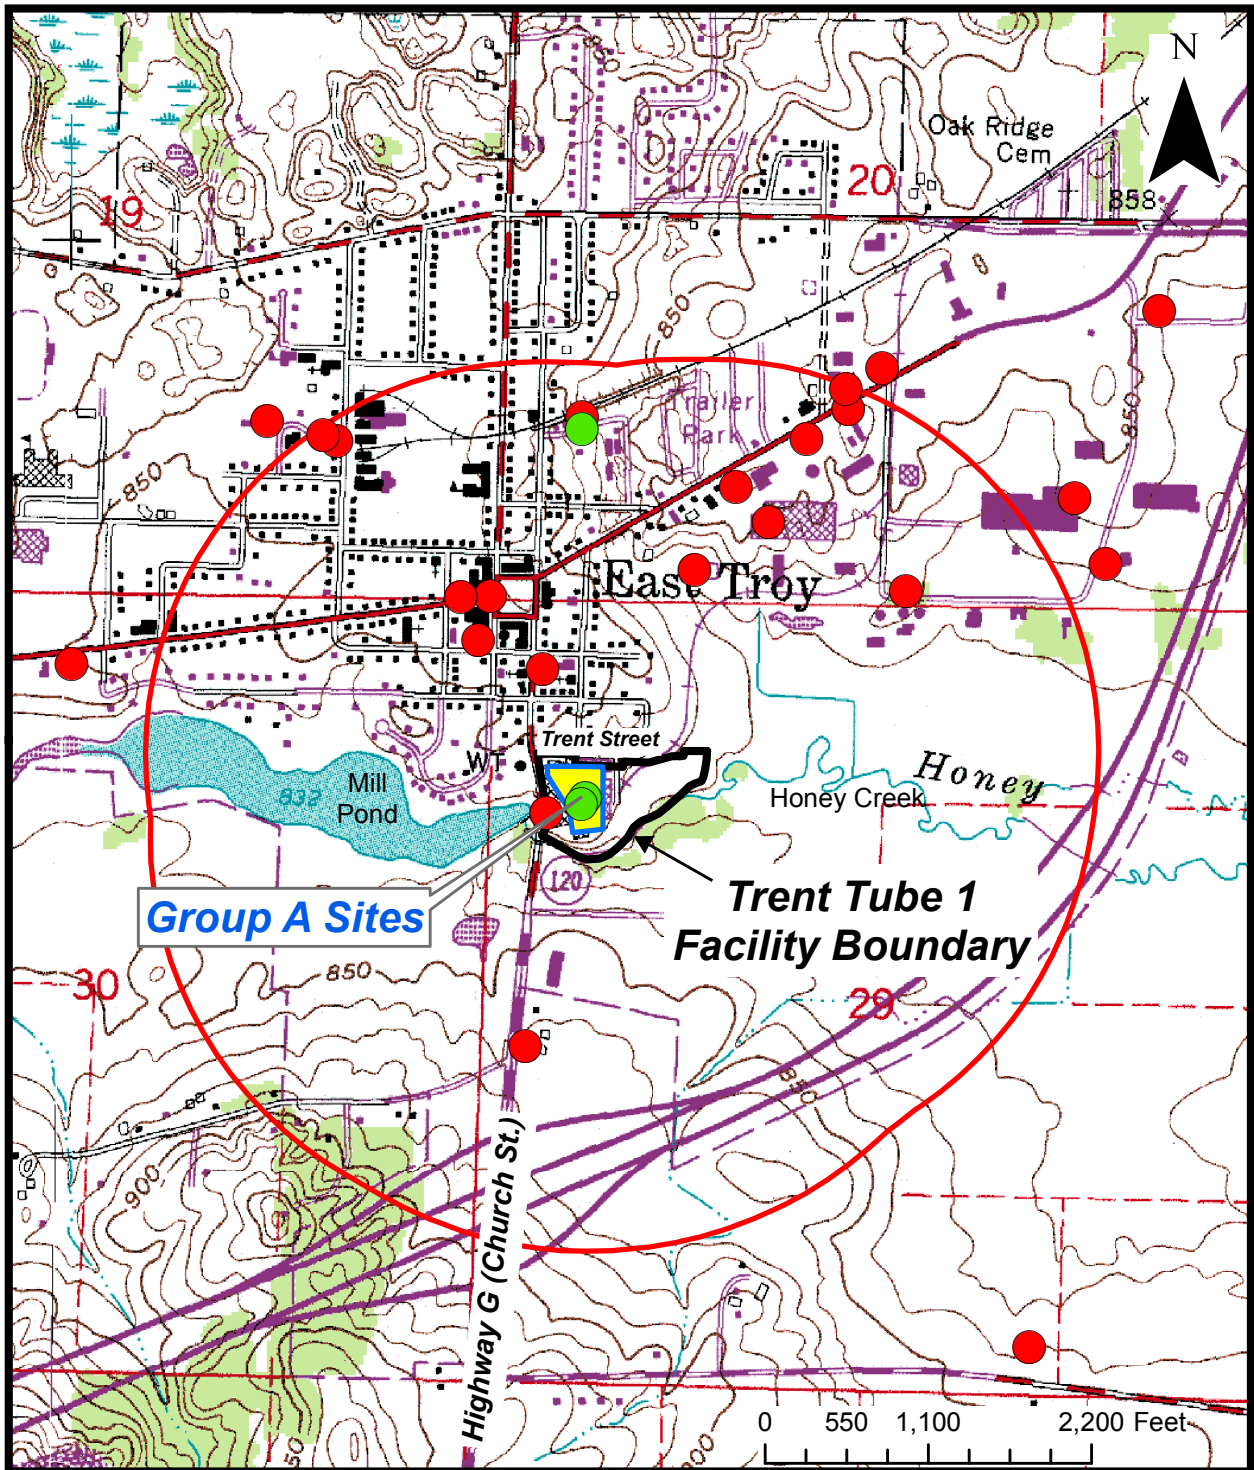 N
Oak Ridge
Cem
20
19
858
850
850
Trailer
Park
850
850
East Troy
Trent Street
WT
Mill
Pond
832
Honey
Honey Creek
120
Group A Sites
Trent Tube 1
Facility Boundary
850
30
29
850
900
Highway G (Church St.)
0 550 1,100 2,200 Feet